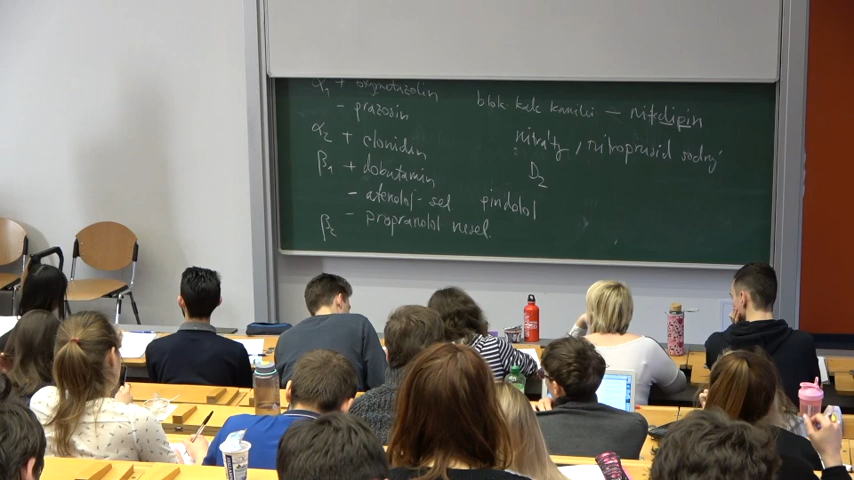 α₁ + oxymetazolin
- prazosin
α₂ + clonidin
β₁ + dobutamin
- atenolol - sel pindolol
β₂ - propranolol nesel.
blok. kalc. kanálů — nifedipin
nitráty, nitroprusid sodný
D₂